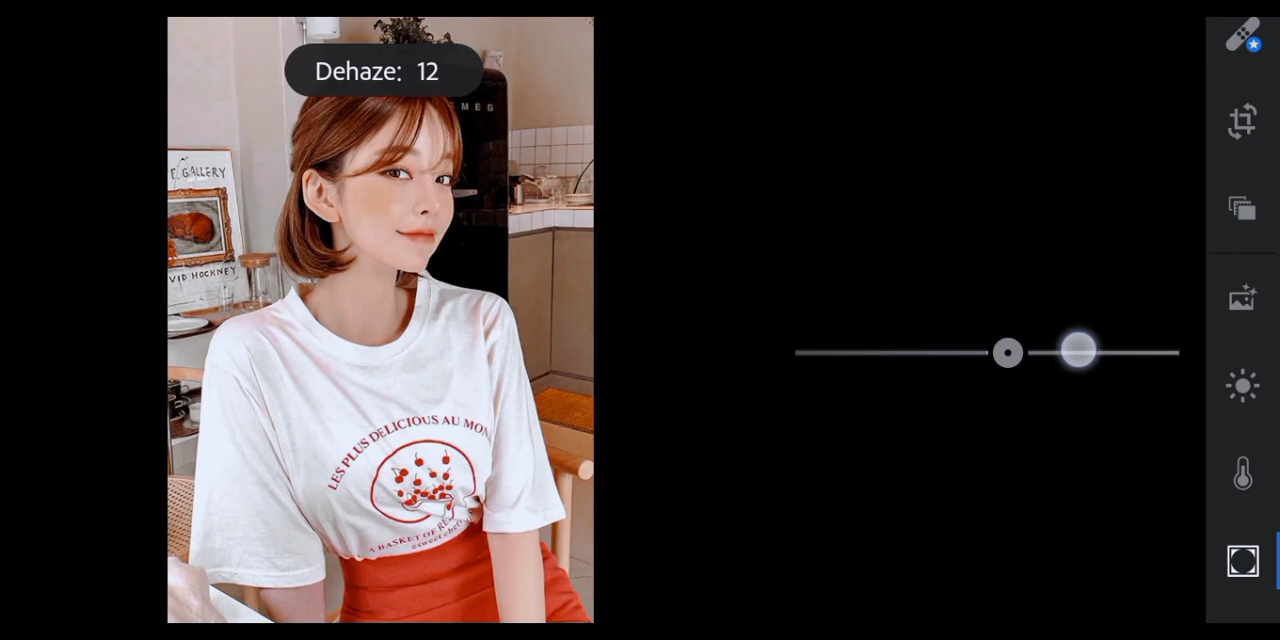 Dehaze: 12
SMEG
T GALLERY
VID HOCKNEY
LES PLUS DELICIOUS AU MON
A BASKET OF RE